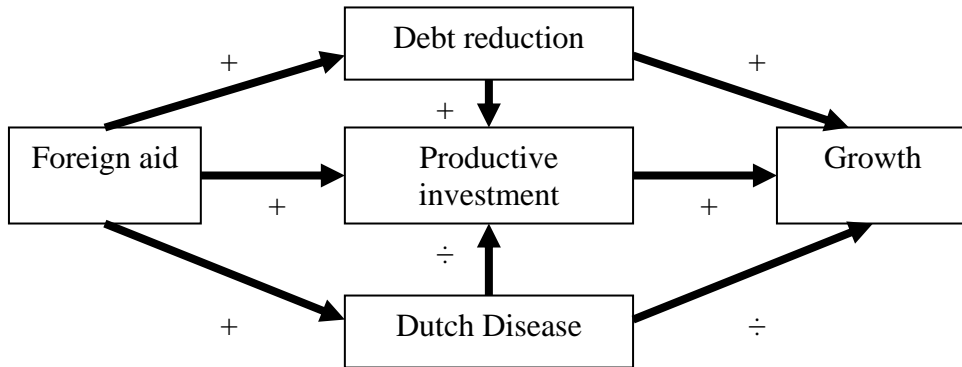 Debt reduction
+
+
+
Foreign aid
Productive
investment
Growth
+
+
÷
Dutch Disease
+
÷